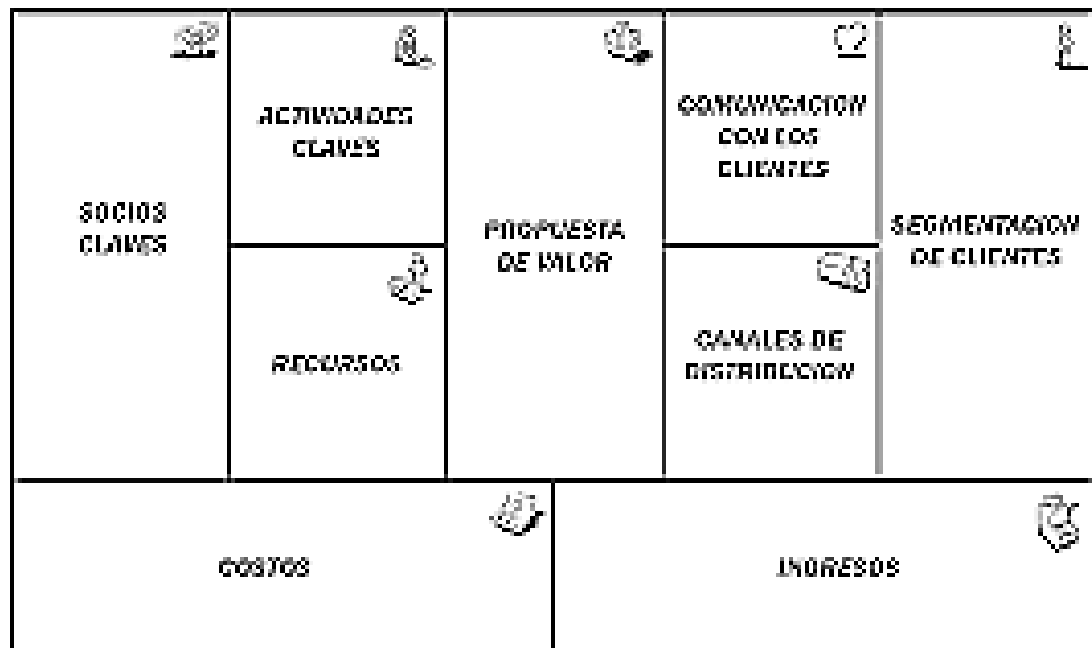 SOCIOS
CLAVES
ACTIVIDADES
CLAVES
RECURSOS
PROPUESTA
DE VALOR
COMUNICACION
CON LOS
CLIENTES
CANALES DE
DISTRIBUCION
SEGMENTACION
DE CLIENTES
COSTOS
INGRESOS